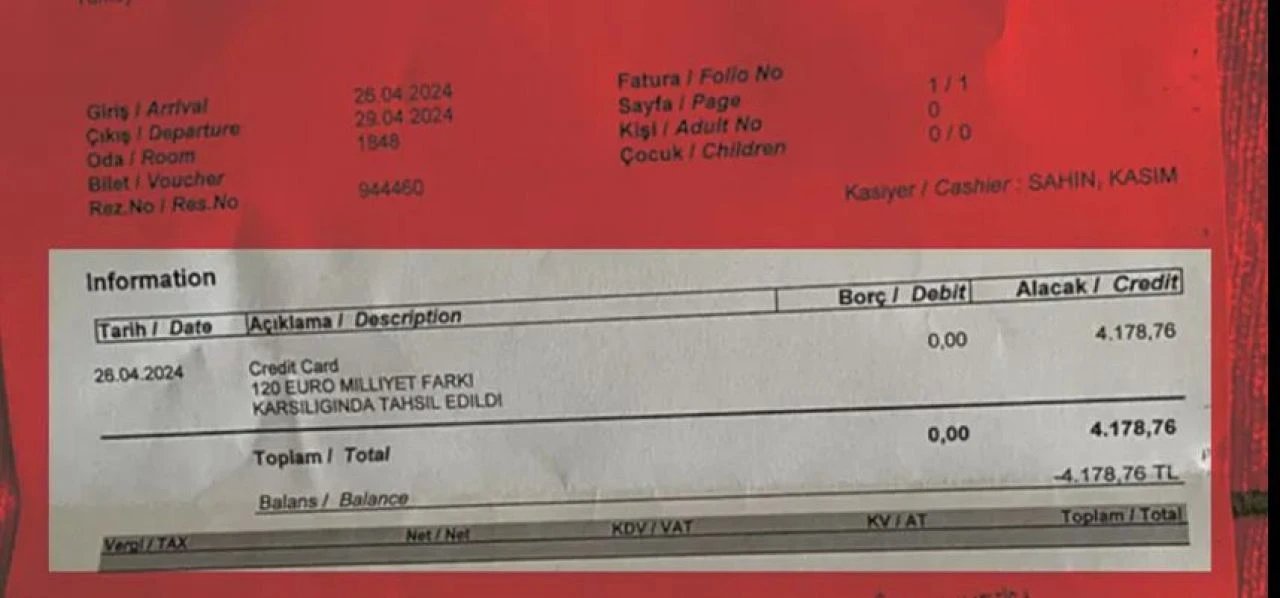 Giriş / Arrival 26.04.2024
Çıkış / Departure 29.04.2024
Oda / Room 1848
Bilet / Voucher
Rez.No / Res.No 944460
Fatura / Folio No
Sayfa / Page 1 / 1
Kişi / Adult No 0
Çocuk / Children 0 / 0
Kasiyer / Cashier : SAHIN, KASIM
Information
Tarih / Date Açıklama / Description Borç / Debit Alacak / Credit
26.04.2024 Credit Card 0,00 4.178,76
120 EURO MILLIYET FARKI
KARSILIGINDA TAHSIL EDILDI
Toplam / Total 0,00 4.178,76
Balans / Balance -4.178,76 TL
Vergi / TAX Net / Net KDV / VAT KV / AT Toplam / Total